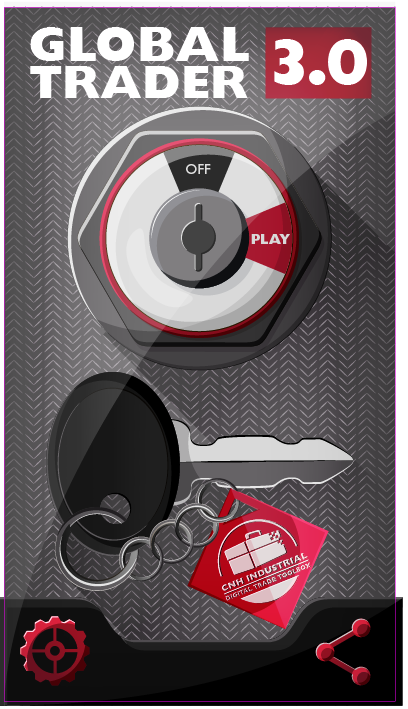 GLOBAL
TRADER
3.0
OFF
PLAY
CNH INDUSTRIAL
DIGITAL TRADE TOOLBOX